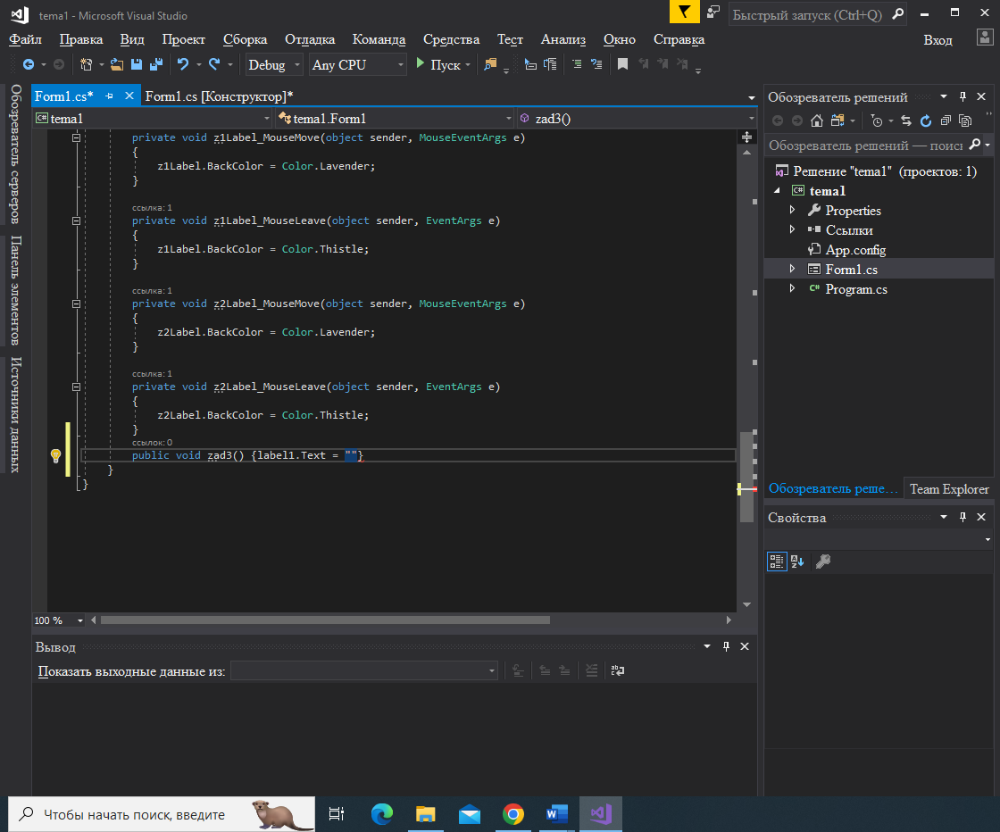 tema1 - Microsoft Visual Studio
Быстрый запуск (Ctrl+Q)
Файл Правка Вид Проект Сборка Отладка Команда Средства Тест Анализ Окно Справка Вход
Debug Any CPU Пуск
Обозреватель серверов
Панель элементов
Источники данных
Form1.cs* Form1.cs [Конструктор]*
C# tema1 tema1.Form1 zad3()
private void z1Label_MouseMove(object sender, MouseEventArgs e)
{
z1Label.BackColor = Color.Lavender;
}
ссылка: 1
private void z1Label_MouseLeave(object sender, EventArgs e)
{
z1Label.BackColor = Color.Thistle;
}
ссылка: 1
private void z2Label_MouseMove(object sender, MouseEventArgs e)
{
z2Label.BackColor = Color.Lavender;
}
ссылка: 1
private void z2Label_MouseLeave(object sender, EventArgs e)
{
z2Label.BackColor = Color.Thistle;
}
ссылок: 0
public void zad3() {label1.Text = ""}
}
}
100 %
Вывод
Показать выходные данные из:
Обозреватель решений
Обозреватель решений — поис
Решение "tema1" (проектов: 1)
C# tema1
Properties
Ссылки
App.config
Form1.cs
C# Program.cs
Обозреватель реше... Team Explorer
Свойства
Чтобы начать поиск, введите